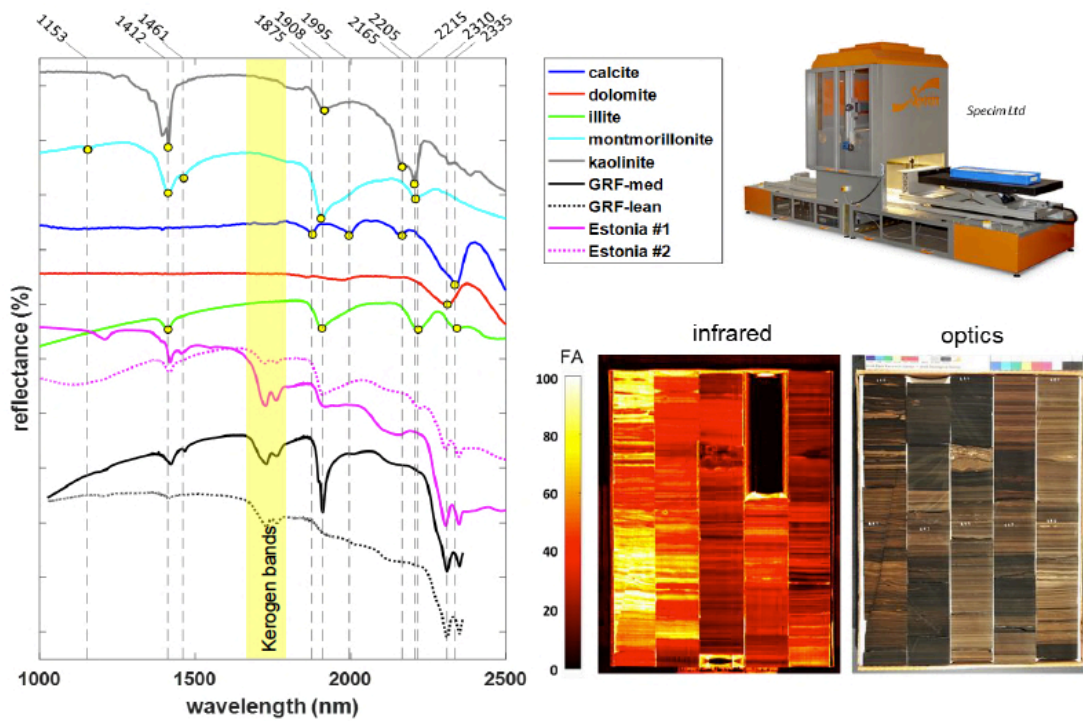 1153
1412
1461
1875
1908
1995
2165
2205
2215
2310
2335
reflectance (%)
Kerogen bands
1000
1500
2000
2500
wavelength (nm)
calcite
dolomite
illite
montmorillonite
kaolinite
GRF-med
GRF-lean
Estonia #1
Estonia #2
Specim
Specim Ltd
infrared
optics
FA
100
80
60
40
20
0